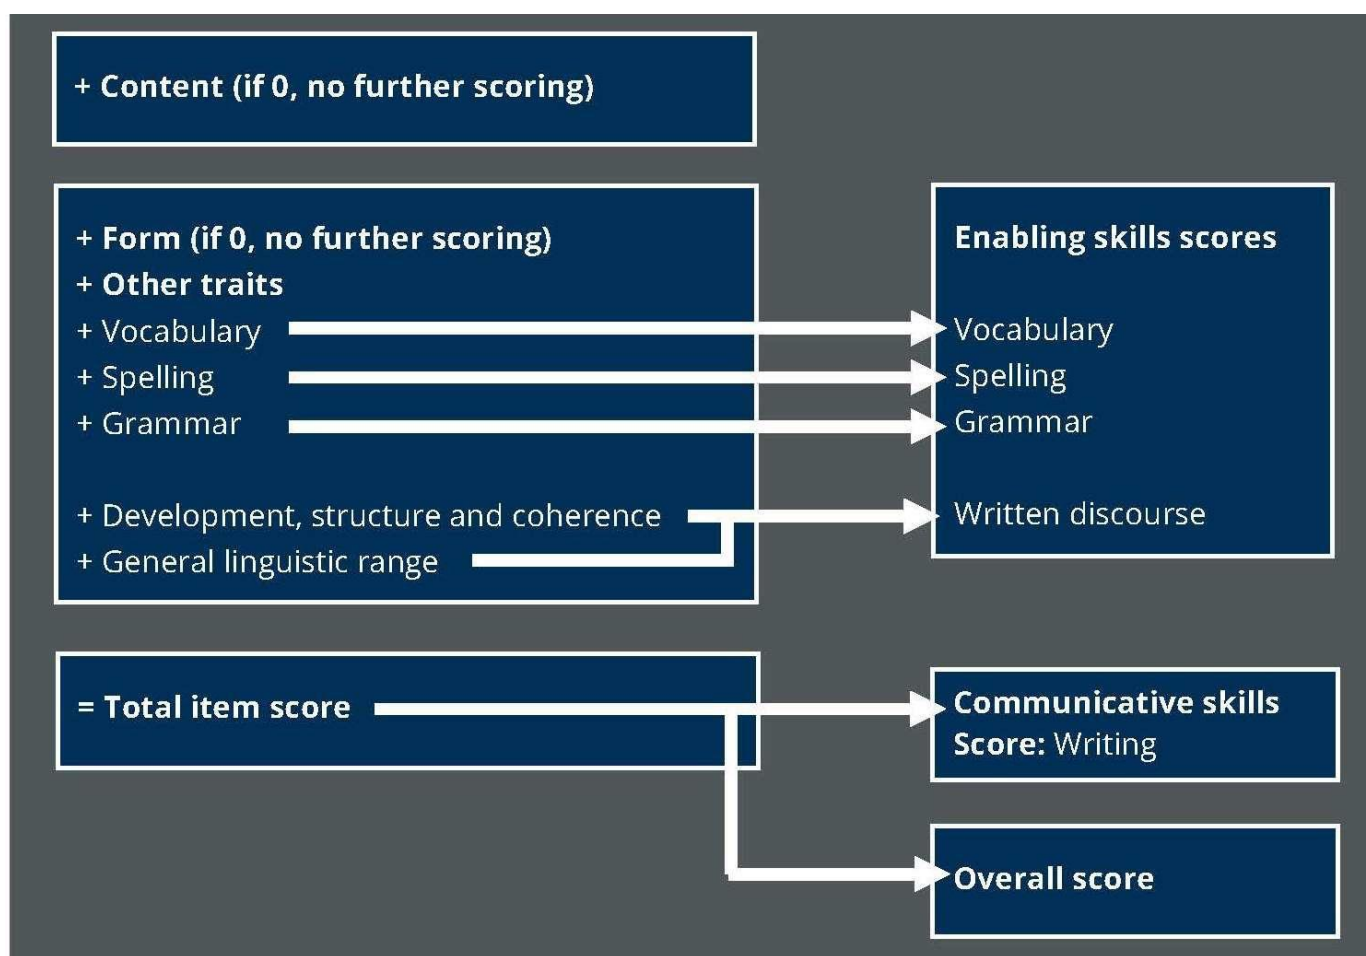 + Content (if 0, no further scoring)
+ Form (if 0, no further scoring)
+ Other traits
+ Vocabulary
+ Spelling
+ Grammar
+ Development, structure and coherence
+ General linguistic range
Enabling skills scores
Vocabulary
Spelling
Grammar
Written discourse
= Total item score
Communicative skills
Score: Writing
Overall score